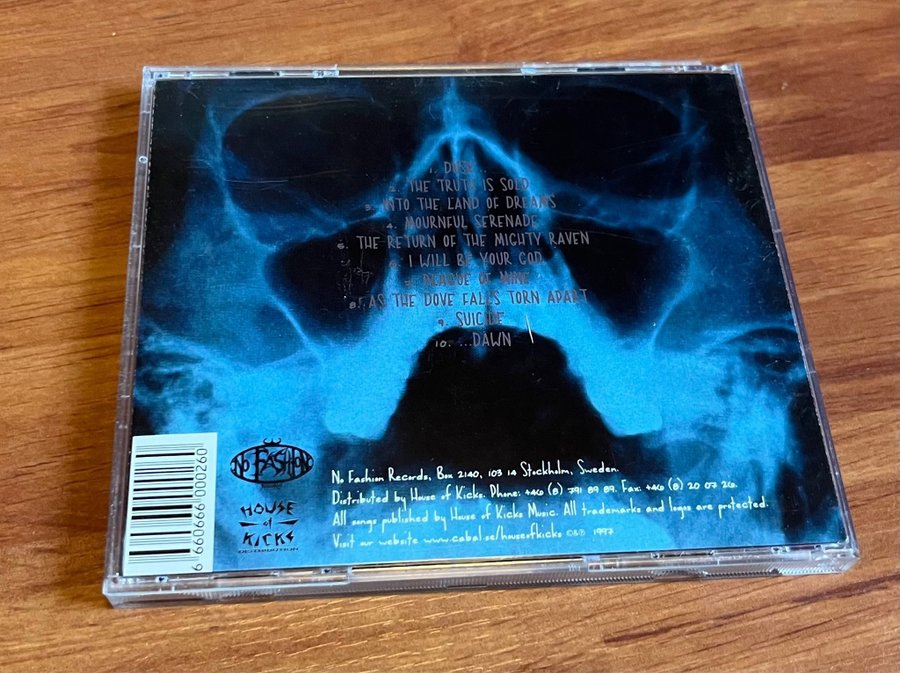 1. DUSK...
2. THE TRUTH IS SOLD
3. INTO THE LAND OF DREAMS
4. MOURNFUL SERENADE
5. THE RETURN OF THE MIGHTY RAVEN
6. I WILL BE YOUR GOD
7. PLAGUE OF MINE
8. AS THE DOVE FALLS TORN APART
9. SUICIDE
10. ...DAWN
6 660666 000260
NO FASHION
HOUSE
of
KICKS
DISTRIBUTION
No Fashion Records, Box 2140, 103 14 Stockholm, Sweden.
Distributed by House of Kicks. Phone: +46 (8) 791 89 89. Fax: +46 (8) 20 07 26.
All songs published by House of Kicks Music. All trademarks and logos are protected.
Visit our website www.cabal.se/houseofkicks ©℗ 1997